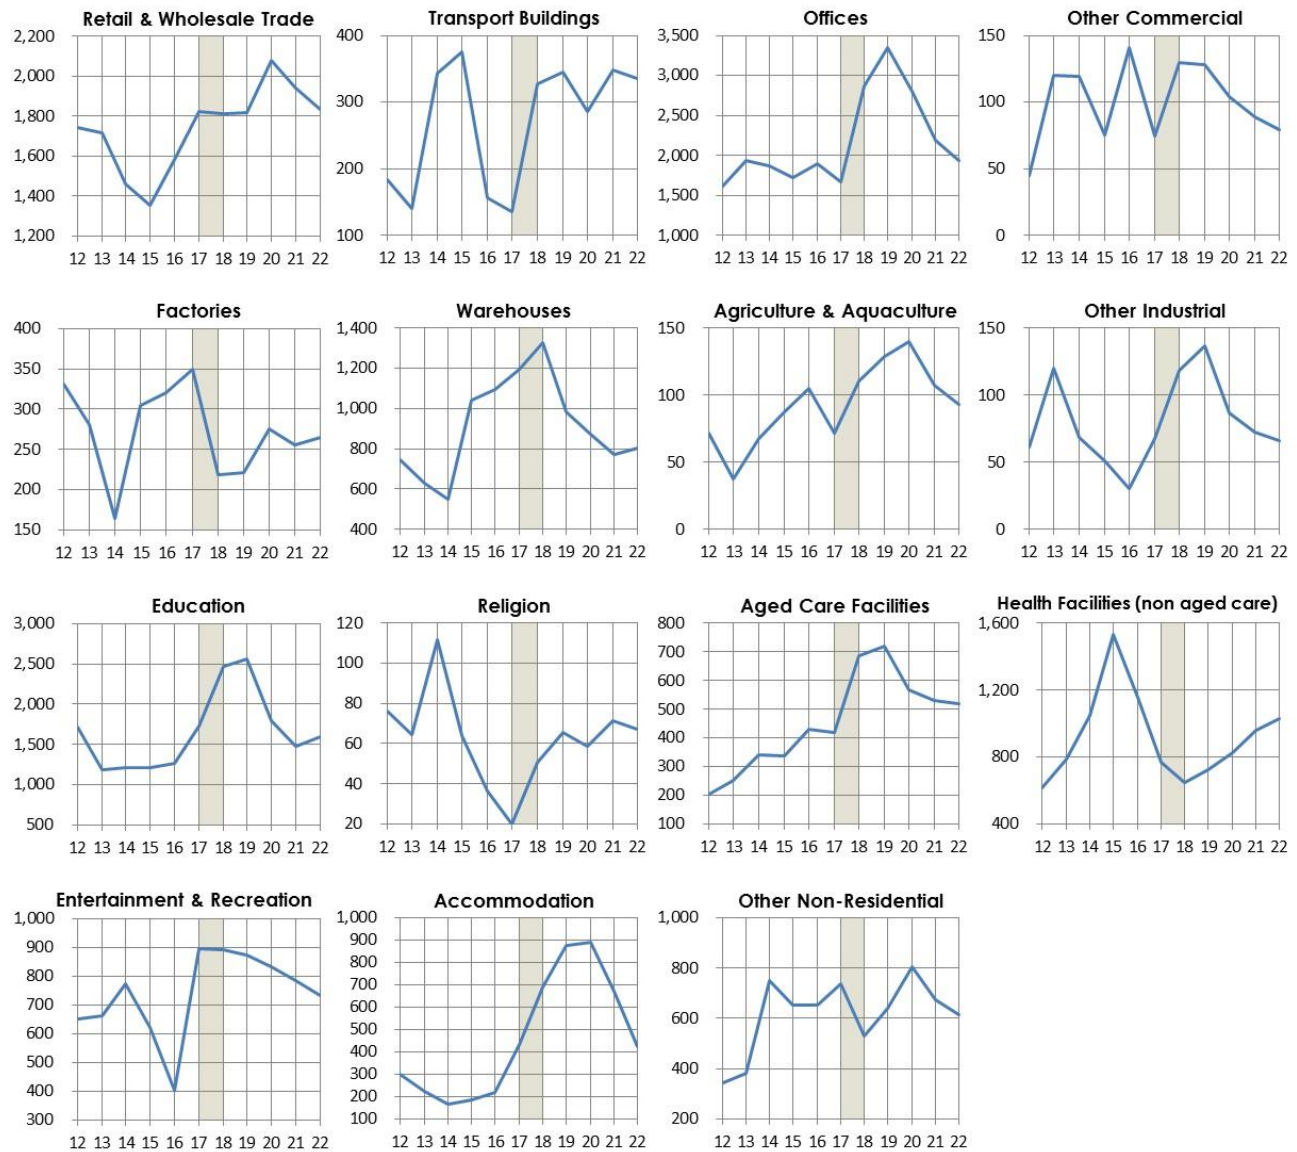 Retail & Wholesale Trade
2,200
2,000
1,800
1,600
1,400
1,200
12 13 14 15 16 17 18 19 20 21 22
Transport Buildings
400
300
200
100
12 13 14 15 16 17 18 19 20 21 22
Offices
3,500
3,000
2,500
2,000
1,500
1,000
12 13 14 15 16 17 18 19 20 21 22
Other Commercial
150
100
50
0
12 13 14 15 16 17 18 19 20 21 22
Factories
400
350
300
250
200
150
12 13 14 15 16 17 18 19 20 21 22
Warehouses
1,400
1,200
1,000
800
600
400
12 13 14 15 16 17 18 19 20 21 22
Agriculture & Aquaculture
150
100
50
0
12 13 14 15 16 17 18 19 20 21 22
Other Industrial
150
100
50
0
12 13 14 15 16 17 18 19 20 21 22
Education
3,000
2,500
2,000
1,500
1,000
500
12 13 14 15 16 17 18 19 20 21 22
Religion
120
100
80
60
40
20
12 13 14 15 16 17 18 19 20 21 22
Aged Care Facilities
800
700
600
500
400
300
200
100
12 13 14 15 16 17 18 19 20 21 22
Health Facilities (non aged care)
1,600
1,200
800
400
12 13 14 15 16 17 18 19 20 21 22
Entertainment & Recreation
1,000
900
800
700
600
500
400
300
12 13 14 15 16 17 18 19 20 21 22
Accommodation
1,000
900
800
700
600
500
400
300
200
100
12 13 14 15 16 17 18 19 20 21 22
Other Non-Residential
1,000
800
600
400
200
12 13 14 15 16 17 18 19 20 21 22